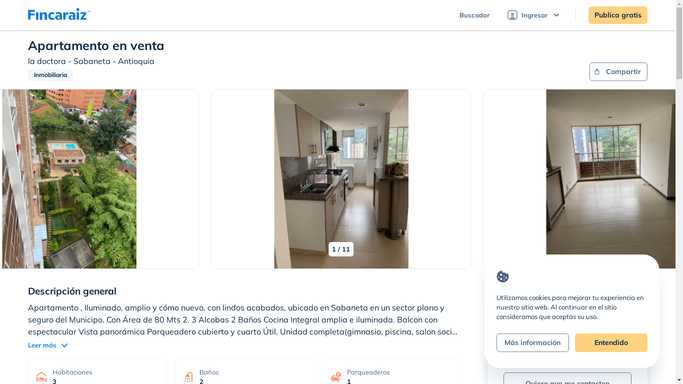 Fincaraíz
Buscador
Ingresar
Publica gratis
Apartamento en venta
la doctora - Sabaneta - Antioquia
Inmobiliaria
Compartir
1 / 11
Descripción general
Apartamento , Iluminado, amplio y cómo nuevo, con lindos acabados, ubicado en Sabaneta en un sector plano y
seguro del Municipo. Con Área de 80 Mts 2. 3 Alcobas 2 Baños Cocina Integral amplia e iluminada. Balcon con
espectacular Vista panorámica Parqueadero cubierto y cuarto Útil. Unidad completa(gimnasio, piscina, salon soci...
Leer más
Habitaciones
3
Baños
2
Parqueaderos
1
Utilizamos cookies para mejorar tu experiencia en
nuestro sitio web. Al continuar en el sitio
consideramos que aceptas su uso.
Más información
Entendido
Quiero que me contacten